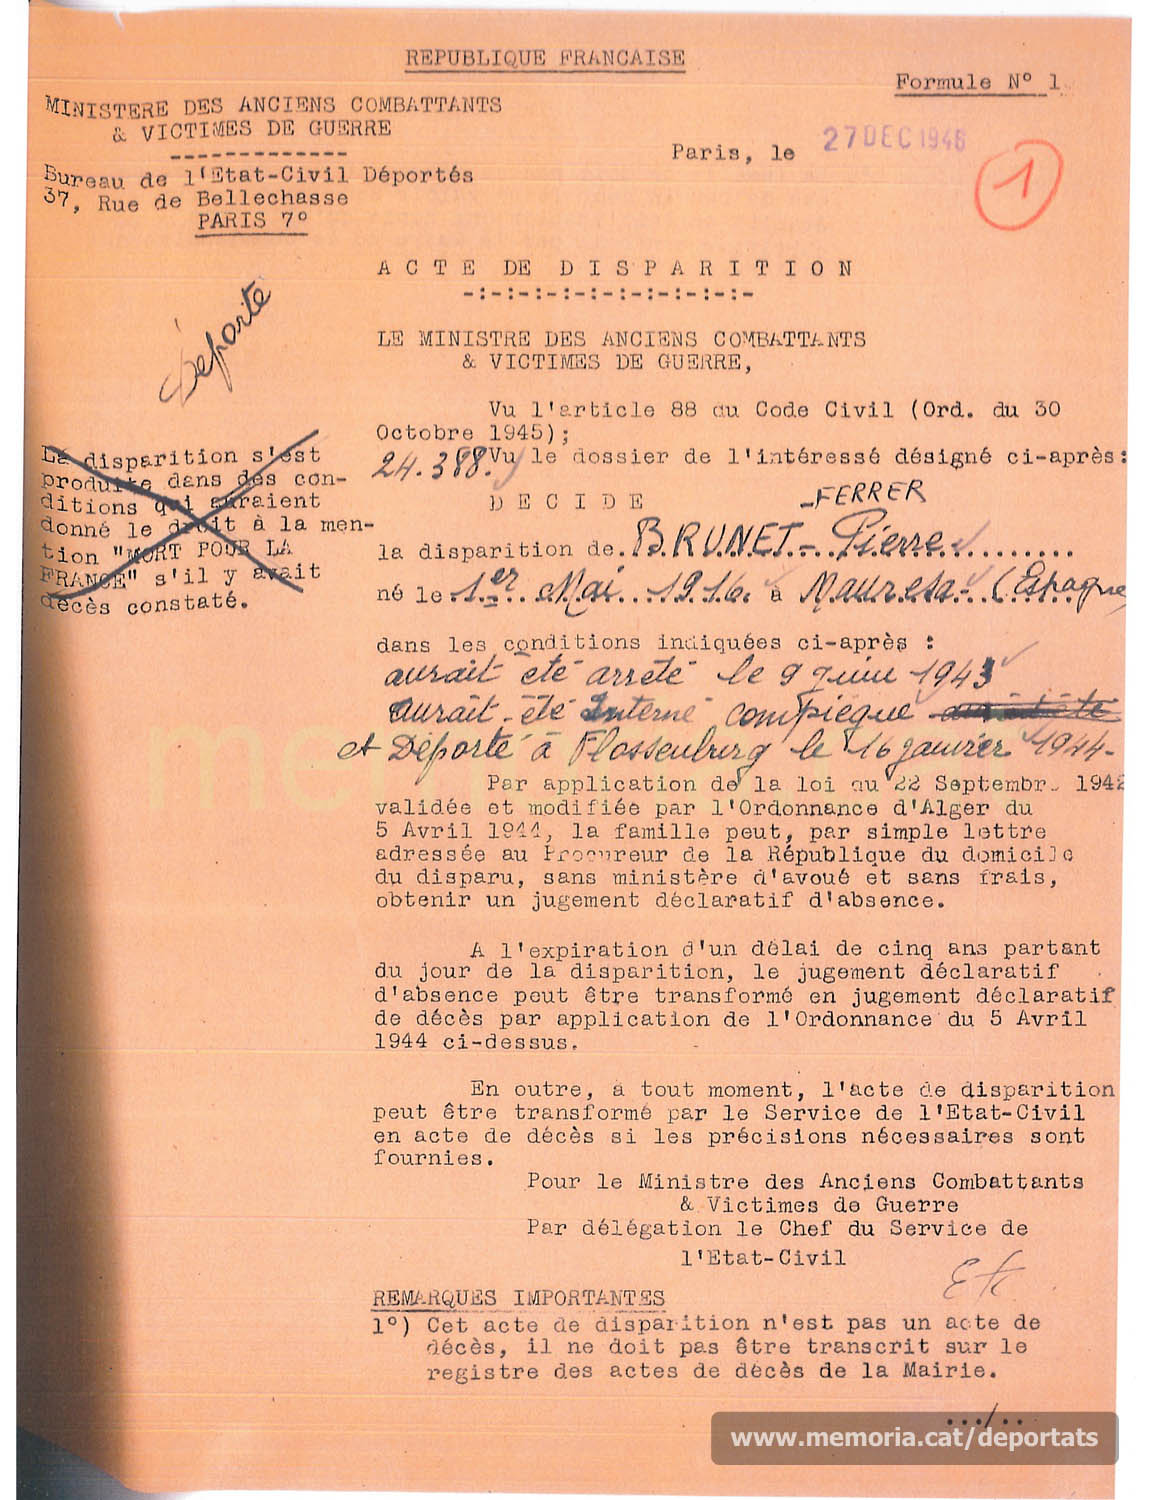 REPUBLIQUE FRANCAISE
Formule N° 1
MINISTERE DES ANCIENS COMBATTANTS
& VICTIMES DE GUERRE
-------------
Paris, le 27 DEC 1946
1
Bureau de l'Etat-Civil Déportés
37, Rue de Bellechasse
PARIS 7°
ACTE DE DISPARITION
-:-:-:-:-:-:-:-:-:-:-
Déporté
LE MINISTRE DES ANCIENS COMBATTANTS
& VICTIMES DE GUERRE,
Vu l'article 88 du Code Civil (Ord. du 30
Octobre 1945);
24.388. Vu le dossier de l'intéressé désigné ci-après:
La disparition s'est
produite dans des con-
ditions qui auraient
donné le droit à la men-
tion "MORT POUR LA
FRANCE" s'il y avait
décès constaté.
DECIDE
-FERRER
la disparition de. BRUNET-.. Pierre..........
né le.1er. Mai...1916. à Mauresa- (Espagne
dans les conditions indiquées ci-après :
aurait été arrêté le 9 Juin 1943
aurait-été Interné compiègne
et Déporté à Flossenburg le 16 janvier 1944-
Par application de la loi du 22 Septembre 1942
validée et modifiée par l'Ordonnance d'Alger du
5 Avril 1944, la famille peut, par simple lettre
adressée au Procureur de la République du domicile
du disparu, sans ministère d'avoué et sans frais,
obtenir un jugement déclaratif d'absence.
A l'expiration d'un délai de cinq ans partant
du jour de la disparition, le jugement déclaratif
d'absence peut être transformé en jugement déclaratif
de décès par application de l'Ordonnance du 5 Avril
1944 ci-dessus.
En outre, à tout moment, l'acte de disparition
peut être transformé par le Service de l'Etat-Civil
en acte de décès si les précisions nécessaires sont
fournies.
Pour le Ministre des Anciens Combattants
& Victimes de Guerre
Par délégation le Chef du Service de
l'Etat-Civil
REMARQUES IMPORTANTES
1°) Cet acte de disparition n'est pas un acte de
décès, il ne doit pas être transcrit sur le
registre des actes de décès de la Mairie.
.../..
www.memoria.cat/deportats